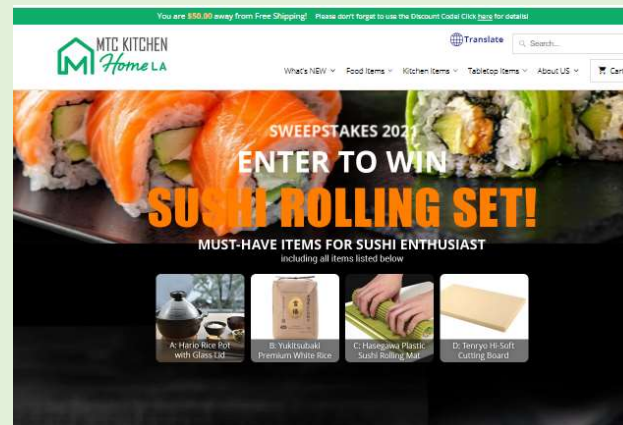 You are $50.00 away from Free Shipping! Please don't forget to use the Discount Code! Click here for details!
MTC KITCHEN
Home LA
Translate
Search...
What's NEW Food Items Kitchen Items Tabletop Items About US Cart
SWEEPSTAKES 2021
ENTER TO WIN
SUSHI ROLLING SET!
MUST-HAVE ITEMS FOR SUSHI ENTHUSIAST
including all items listed below
A: Hario Rice Pot
with Glass Lid
B: Yukitsubaki
Premium White Rice
C: Hasegawa Plastic
Sushi Rolling Mat
D: Tenryo Hi-Soft
Cutting Board